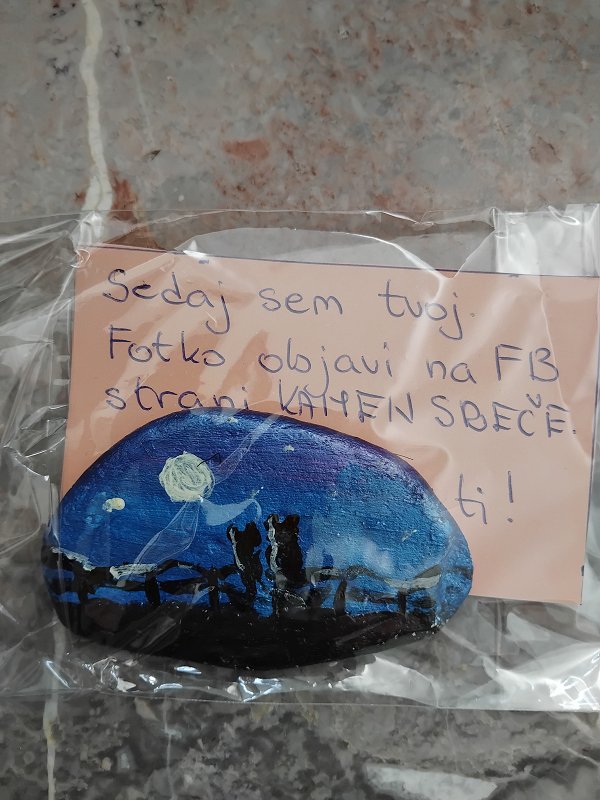 Sedaj sem tvoj.
Fotko objavi na FB
strani KAMEN SREČE.
ti!